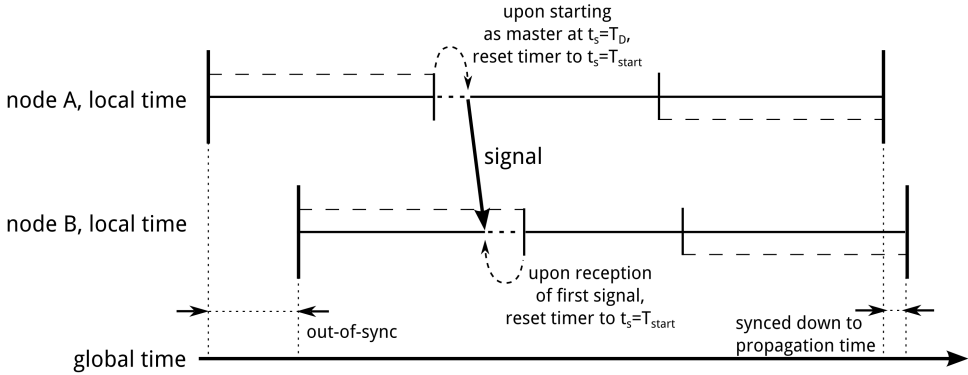 upon starting
as master at ts=TD,
reset timer to ts=Tstart
node A, local time
signal
node B, local time
upon reception
of first signal,
reset timer to ts=Tstart
out-of-sync
synced down to
propagation time
global time